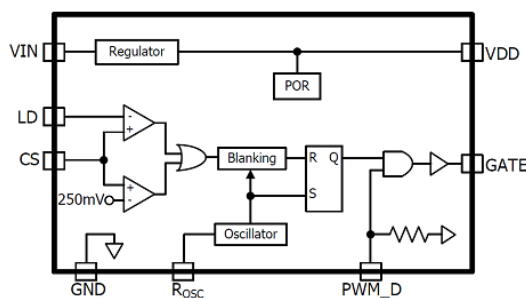 VIN
Regulator
VDD
POR
LD
-
+
CS
Blanking
R Q
S
GATE
+
250mV
-
Oscillator
GND
ROSC
PWM_D